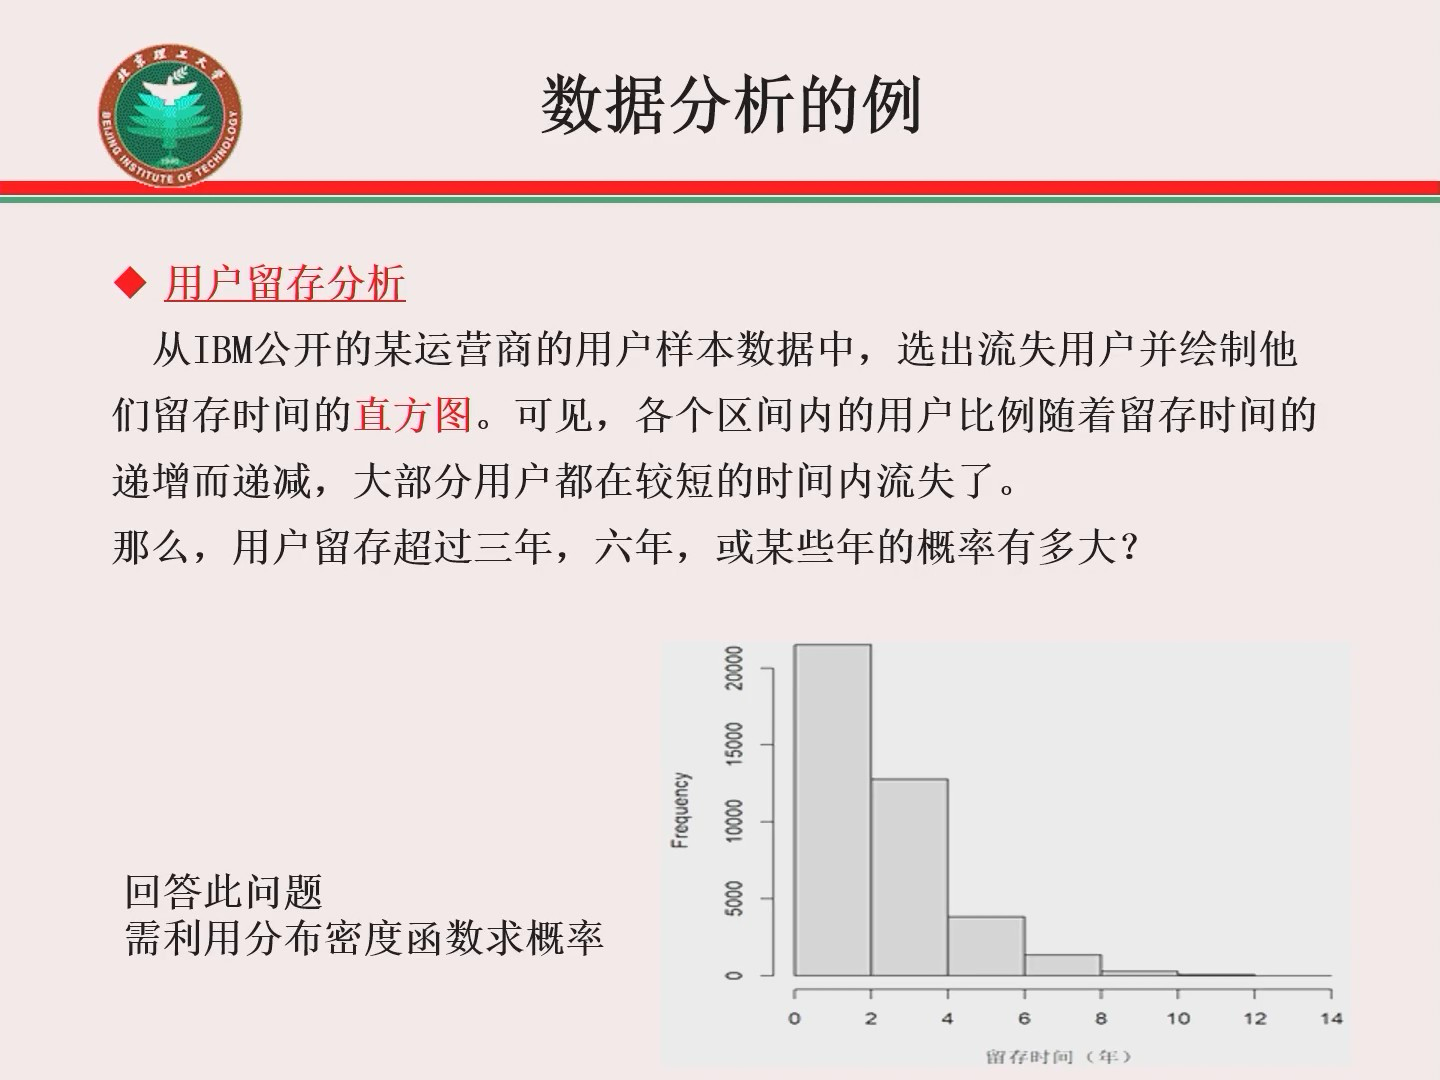 北京理工大学
BEIJING INSTITUTE OF TECHNOLOGY
1940
数据分析的例
用户留存分析
从IBM公开的某运营商的用户样本数据中，选出流失用户并绘制他
们留存时间的直方图。可见，各个区间内的用户比例随着留存时间的
递增而递减，大部分用户都在较短的时间内流失了。
那么，用户留存超过三年，六年，或某些年的概率有多大？
回答此问题
需利用分布密度函数求概率
Frequency
20000
15000
10000
5000
0
0 2 4 6 8 10 12 14
留存时间（年）